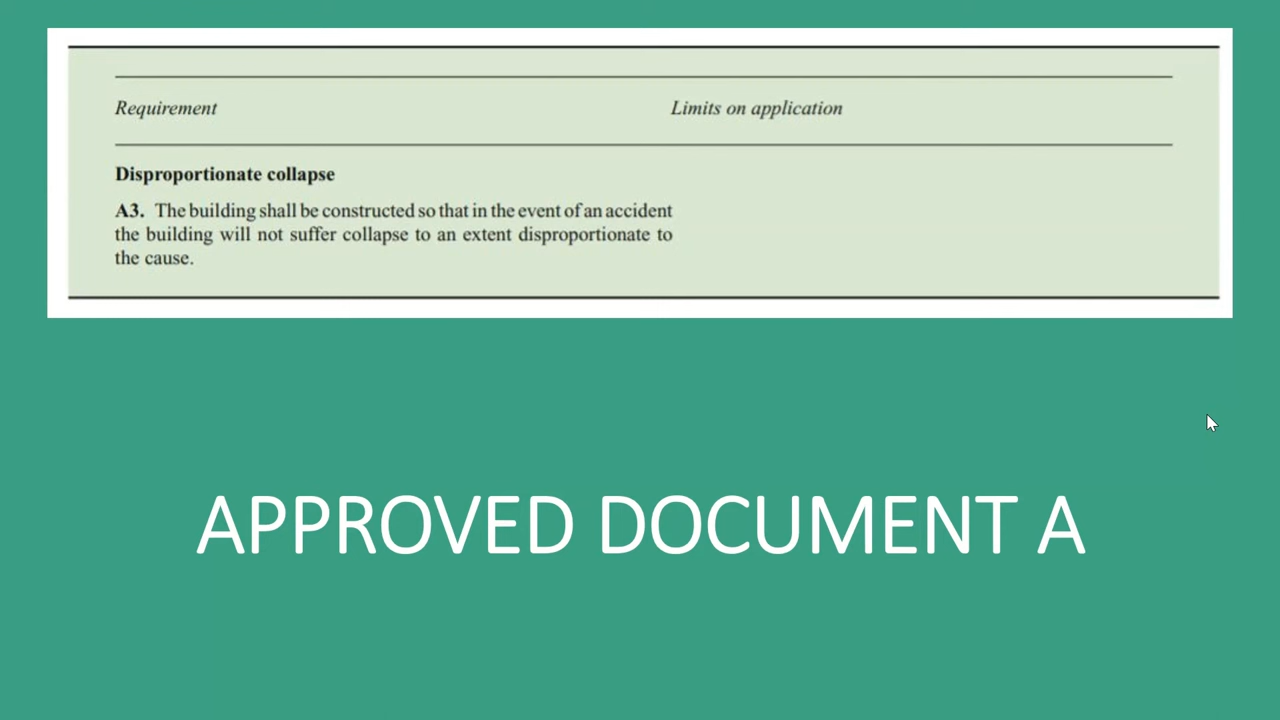 Requirement
Limits on application
Disproportionate collapse
A3. The building shall be constructed so that in the event of an accident
the building will not suffer collapse to an extent disproportionate to
the cause.
APPROVED DOCUMENT A